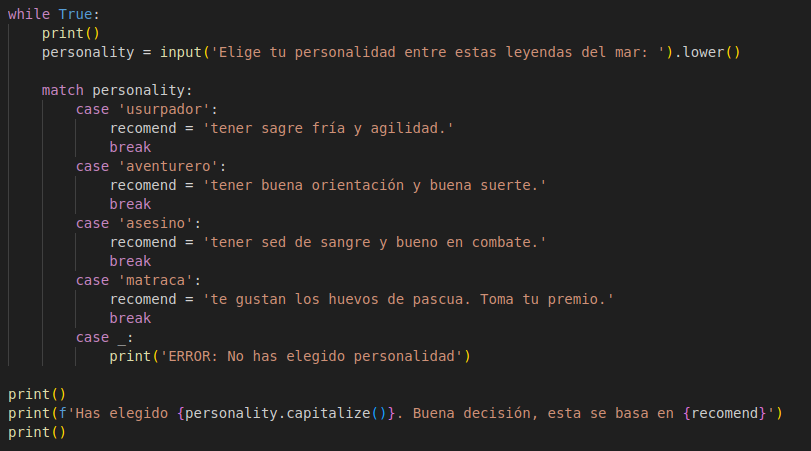 while True:
    print()
    personality = input('Elige tu personalidad entre estas leyendas del mar: ').lower()

    match personality:
        case 'usurpador':
            recomend = 'tener sagre fría y agilidad.'
            break
        case 'aventurero':
            recomend = 'tener buena orientación y buena suerte.'
            break
        case 'asesino':
            recomend = 'tener sed de sangre y bueno en combate.'
            break
        case 'matraca':
            recomend = 'te gustan los huevos de pascua. Toma tu premio.'
            break
        case _:
            print('ERROR: No has elegido personalidad')

print()
print(f'Has elegido {personality.capitalize()}. Buena decisión, esta se basa en {recomend}')
print()